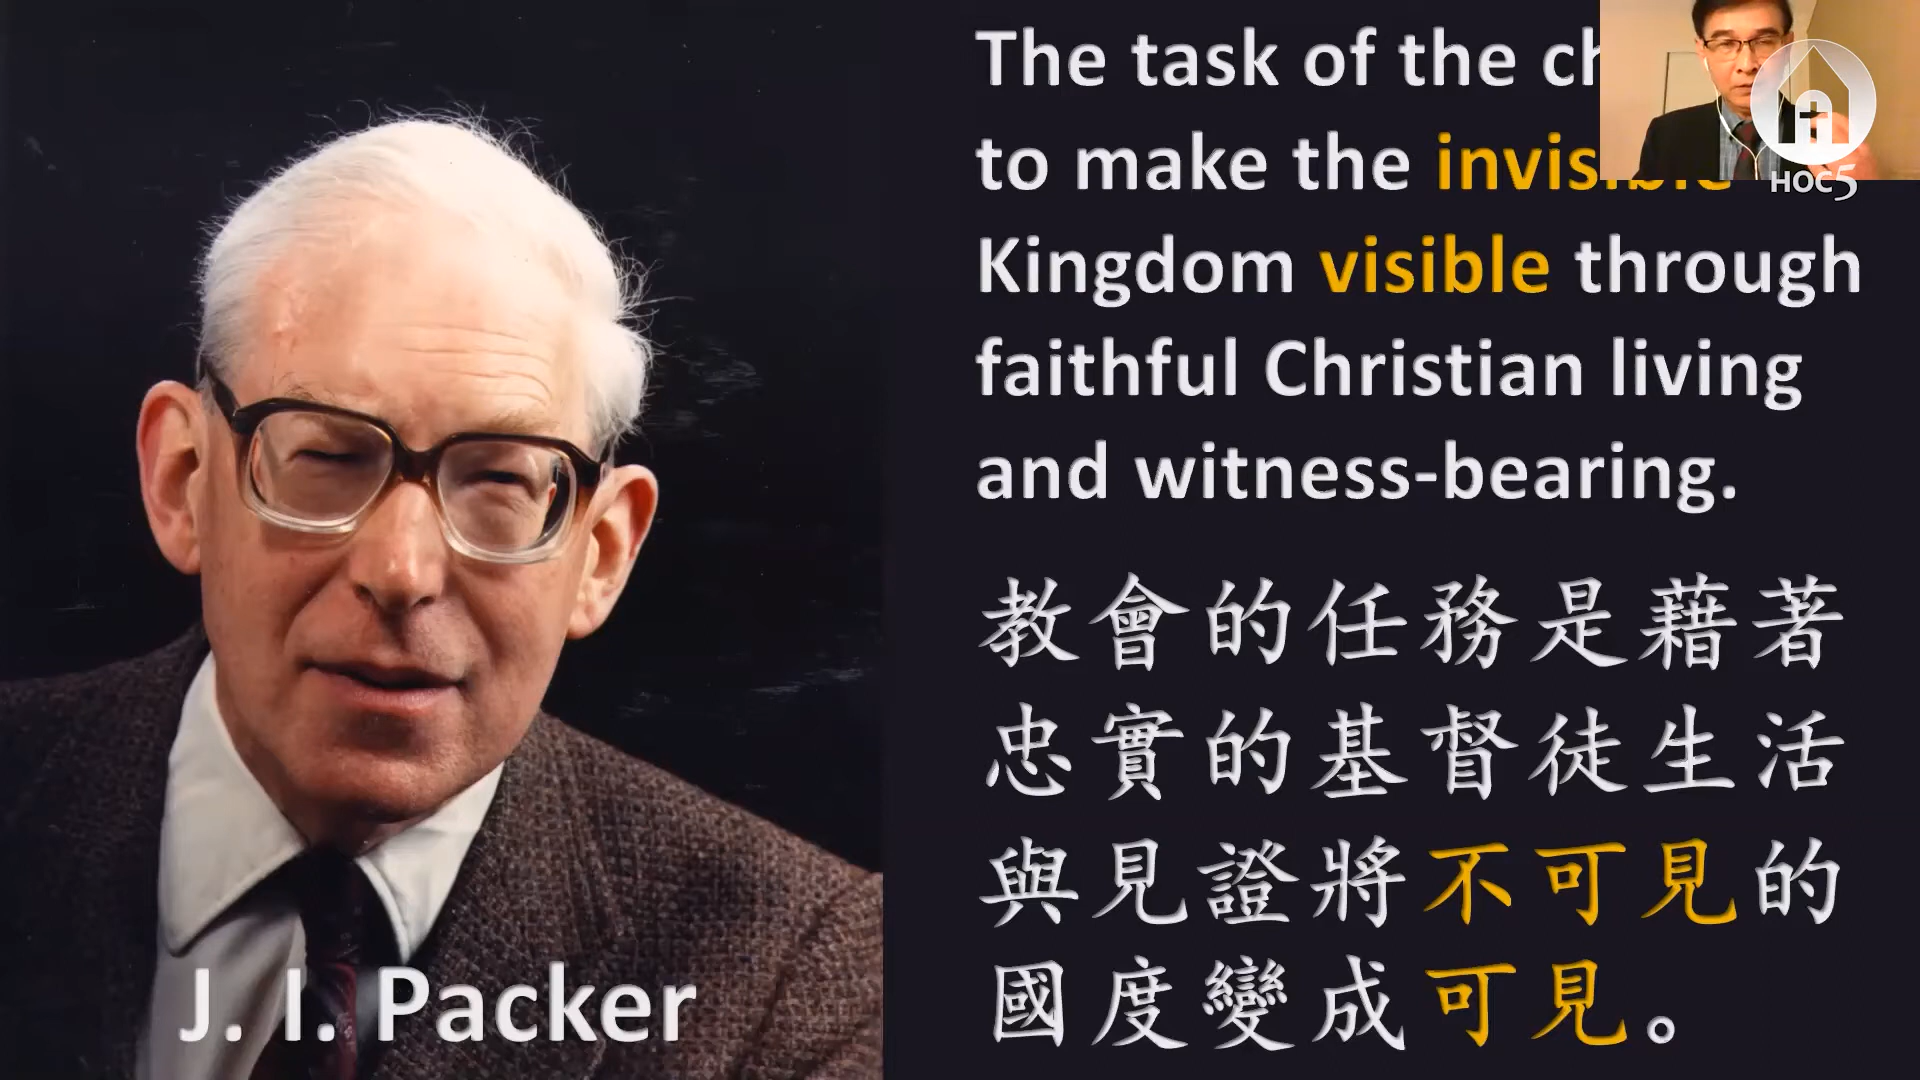 The task of the
to make the invisible
Kingdom visible through
faithful Christian living
and witness-bearing.
教會的任務是藉著
忠實的基督徒生活
與見證將不可見的
國度變成可見。
J. I. Packer
HOC5